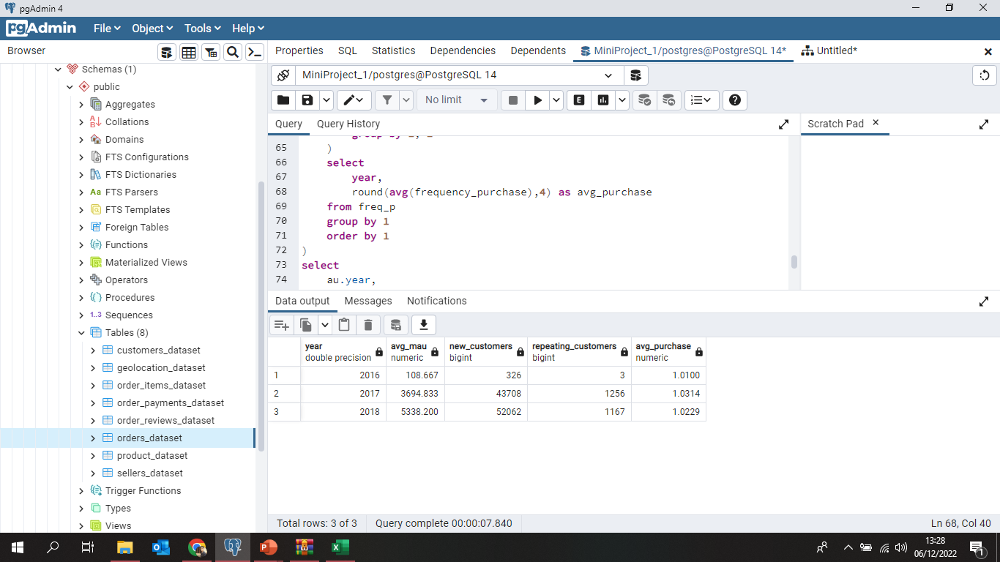 pgAdmin 4
pgAdmin File Object Tools Help
Browser
Properties SQL Statistics Dependencies Dependents MiniProject_1/postgres@PostgreSQL 14* Untitled*
Schemas (1)
public
Aggregates
Collations
Domains
FTS Configurations
FTS Dictionaries
Aa FTS Parsers
FTS Templates
Foreign Tables
Functions
Materialized Views
Operators
Procedures
1..3 Sequences
Tables (8)
customers_dataset
geolocation_dataset
order_items_dataset
order_payments_dataset
order_reviews_dataset
orders_dataset
product_dataset
sellers_dataset
Trigger Functions
Types
Views
MiniProject_1/postgres@PostgreSQL 14
No limit E
Query Query History Scratch Pad
65 )
66 select
67 year,
68 round(avg(frequency_purchase),4) as avg_purchase
69 from freq_p
70 group by 1
71 order by 1
72 )
73 select
74 au.year,
Data output Messages Notifications
year avg_mau new_customers repeating_customers avg_purchase
double precision numeric bigint bigint numeric
1 2016 108.667 326 3 1.0100
2 2017 3694.833 43708 1256 1.0314
3 2018 5338.200 52062 1167 1.0229
Total rows: 3 of 3 Query complete 00:00:07.840 Ln 68, Col 40
13:28
06/12/2022
1